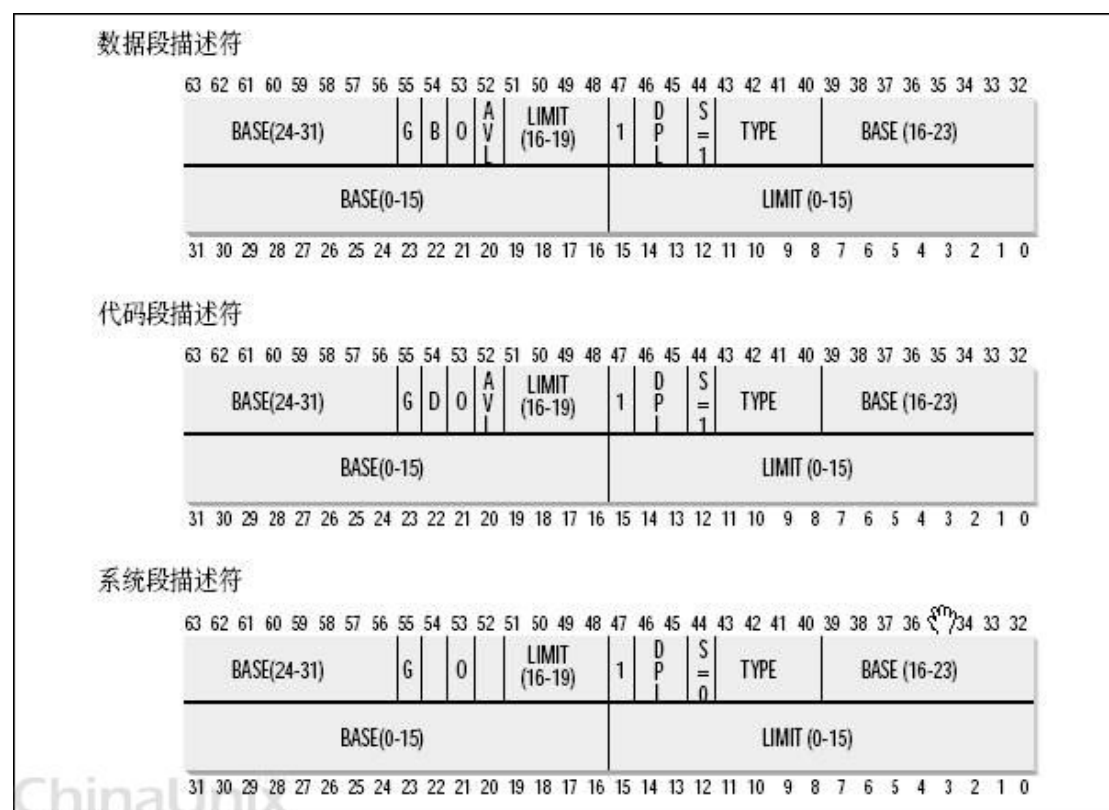 数据段描述符
63 62 61 60 59 58 57 56 55 54 53 52 51 50 49 48 47 46 45 44 43 42 41 40 39 38 37 36 35 34 33 32
BASE(24-31) G B 0 AVL LIMIT (16-19) 1 DPL S=1 TYPE BASE (16-23)
BASE(0-15) LIMIT (0-15)
31 30 29 28 27 26 25 24 23 22 21 20 19 18 17 16 15 14 13 12 11 10 9 8 7 6 5 4 3 2 1 0
代码段描述符
63 62 61 60 59 58 57 56 55 54 53 52 51 50 49 48 47 46 45 44 43 42 41 40 39 38 37 36 35 34 33 32
BASE(24-31) G D 0 AVL LIMIT (16-19) 1 DPL S=1 TYPE BASE (16-23)
BASE(0-15) LIMIT (0-15)
31 30 29 28 27 26 25 24 23 22 21 20 19 18 17 16 15 14 13 12 11 10 9 8 7 6 5 4 3 2 1 0
系统段描述符
63 62 61 60 59 58 57 56 55 54 53 52 51 50 49 48 47 46 45 44 43 42 41 40 39 38 37 36 34 33 32
BASE(24-31) G 0 LIMIT (16-19) 1 DPL S=0 TYPE BASE (16-23)
BASE(0-15) LIMIT (0-15)
31 30 29 28 27 26 25 24 23 22 21 20 19 18 17 16 15 14 13 12 11 10 9 8 7 6 5 4 3 2 1 0
ChinaUnix